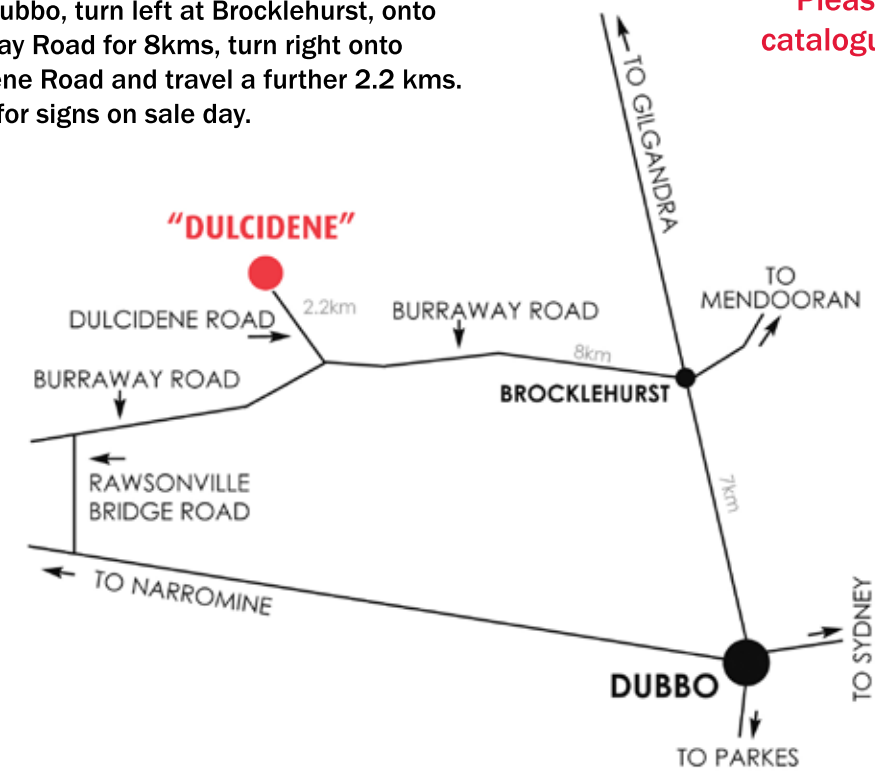 ubbo, turn left at Brocklehurst, onto
ay Road for 8kms, turn right onto
ene Road and travel a further 2.2 kms.
for signs on sale day.
Pleas
catalogu
TO GILGANDRA
“DULCIDENE”
2.2km
DULCIDENE ROAD
BURRAWAY ROAD
8km
TO
MENDOORAN
BURRAWAY ROAD
BROCKLEHURST
RAWSONVILLE
BRIDGE ROAD
7km
TO NARROMINE
TO SYDNEY
DUBBO
TO PARKES